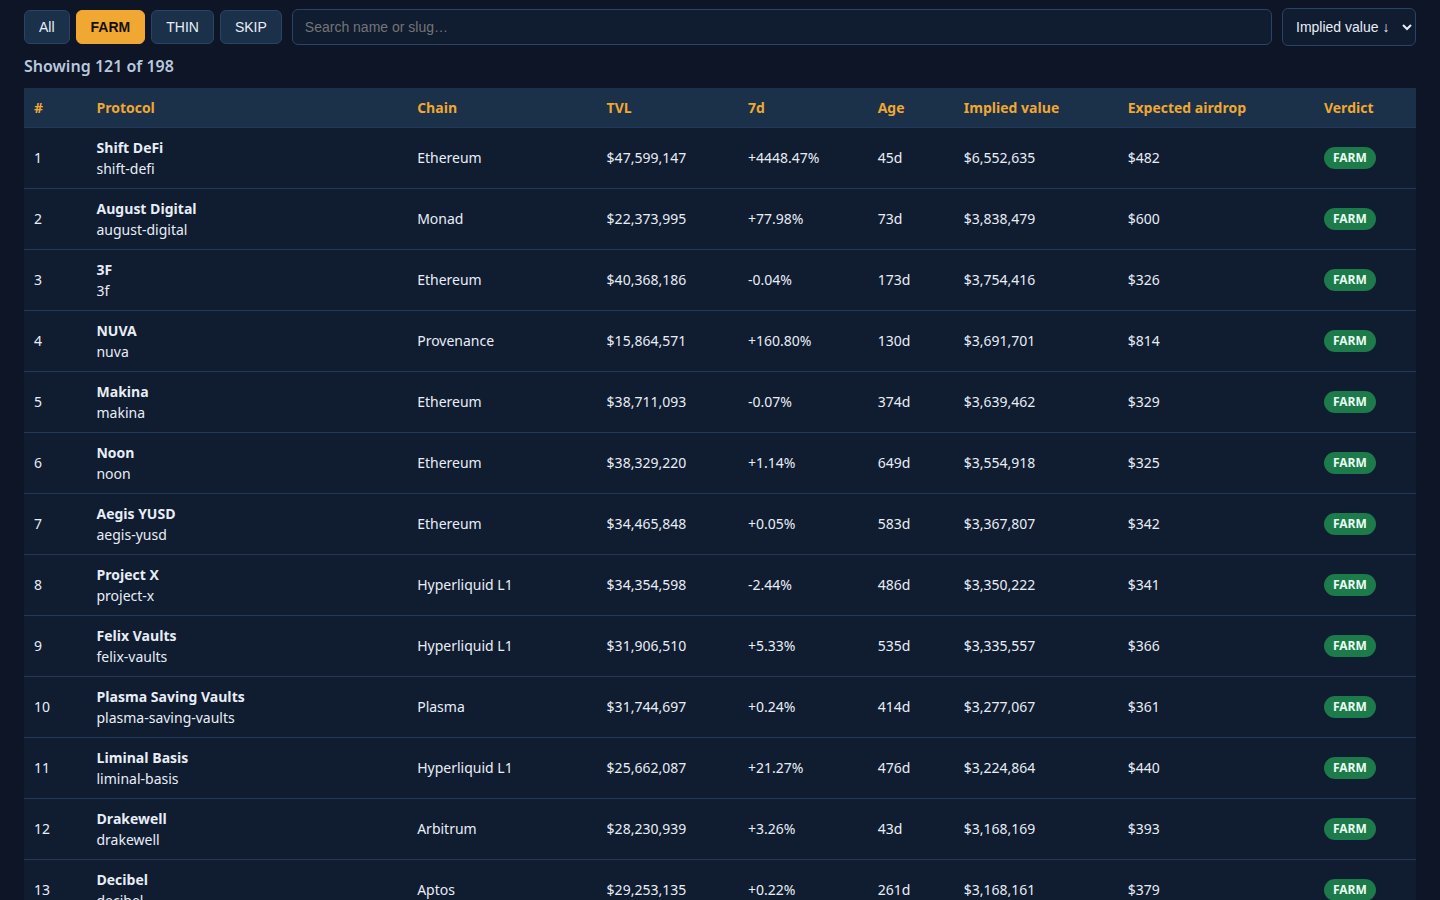 All FARM THIN SKIP Search name or slug… Implied value ↓
Showing 121 of 198
# Protocol Chain TVL 7d Age Implied value Expected airdrop Verdict
1 Shift DeFi Ethereum $47,599,147 +4448.47% 45d $6,552,635 $482 FARM
shift-defi
2 August Digital Monad $22,373,995 +77.98% 73d $3,838,479 $600 FARM
august-digital
3 3F Ethereum $40,368,186 -0.04% 173d $3,754,416 $326 FARM
3f
4 NUVA Provenance $15,864,571 +160.80% 130d $3,691,701 $814 FARM
nuva
5 Makina Ethereum $38,711,093 -0.07% 374d $3,639,462 $329 FARM
makina
6 Noon Ethereum $38,329,220 +1.14% 649d $3,554,918 $325 FARM
noon
7 Aegis YUSD Ethereum $34,465,848 +0.05% 583d $3,367,807 $342 FARM
aegis-yusd
8 Project X Hyperliquid L1 $34,354,598 -2.44% 486d $3,350,222 $341 FARM
project-x
9 Felix Vaults Hyperliquid L1 $31,906,510 +5.33% 535d $3,335,557 $366 FARM
felix-vaults
10 Plasma Saving Vaults Plasma $31,744,697 +0.24% 414d $3,277,067 $361 FARM
plasma-saving-vaults
11 Liminal Basis Hyperliquid L1 $25,662,087 +21.27% 476d $3,224,864 $440 FARM
liminal-basis
12 Drakewell Arbitrum $28,230,939 +3.26% 43d $3,168,169 $393 FARM
drakewell
13 Decibel Aptos $29,253,135 +0.22% 261d $3,168,161 $379 FARM
decibel